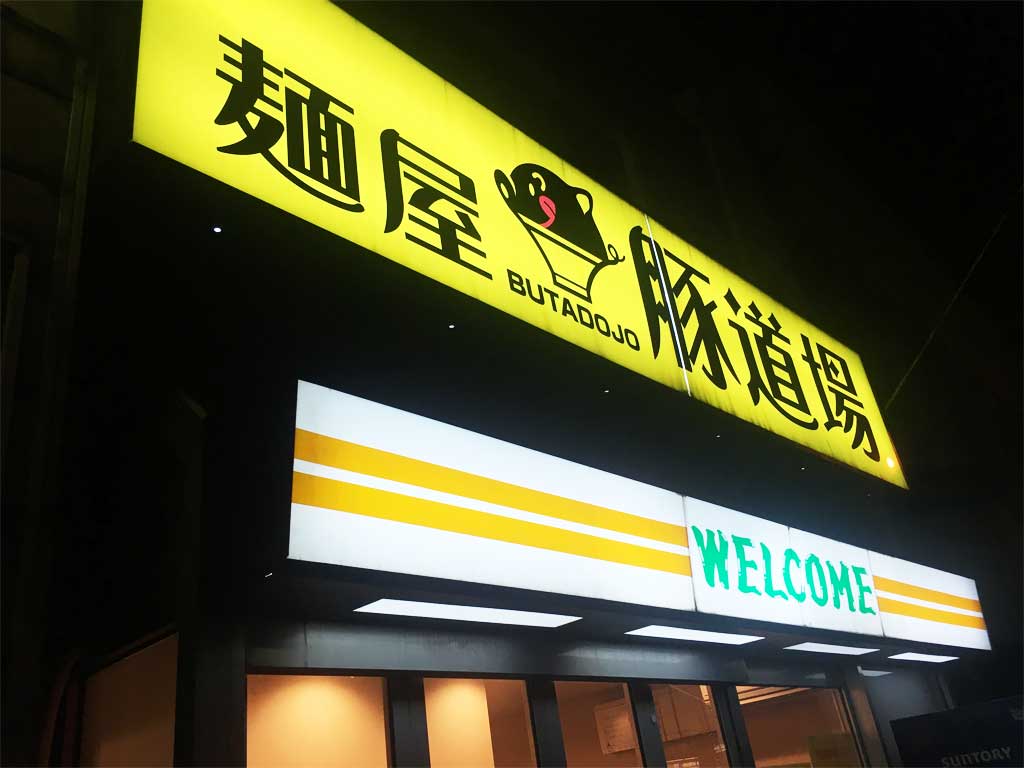 麺屋 豚道場
BUTADOJO
WELCOME
SUNTORY